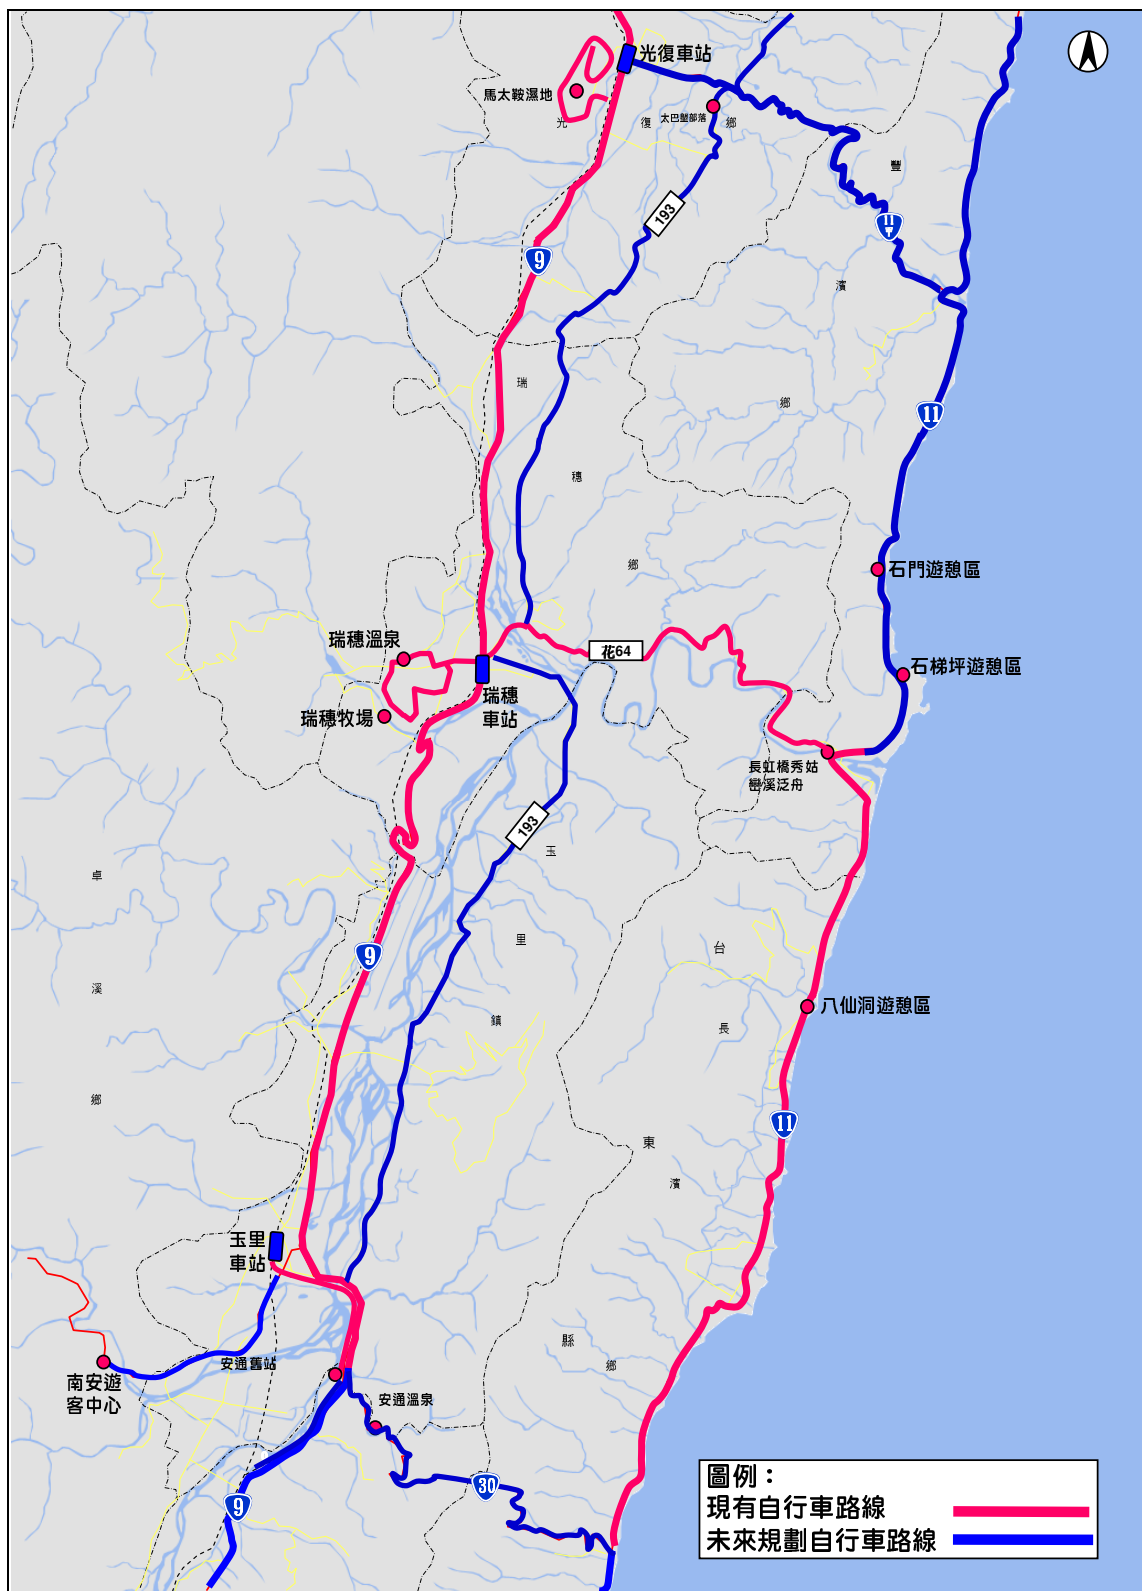 光復車站
馬太鞍濕地
光
復
鄉
太巴塱部落
豐
193
11
甲
9
濱
瑞
鄉
11
穗
鄉
石門遊憩區
瑞穗溫泉
花64
石梯坪遊憩區
瑞穗牧場
瑞穗
車站
長虹橋秀姑
巒溪泛舟
193
玉
卓
里
台
9
溪
八仙洞遊憩區
鎮
長
鄉
11
東
濱
玉里
車站
縣
鄉
安通舊站
南安遊
客中心
安通溫泉
30
9
圖例：
現有自行車路線
未來規劃自行車路線